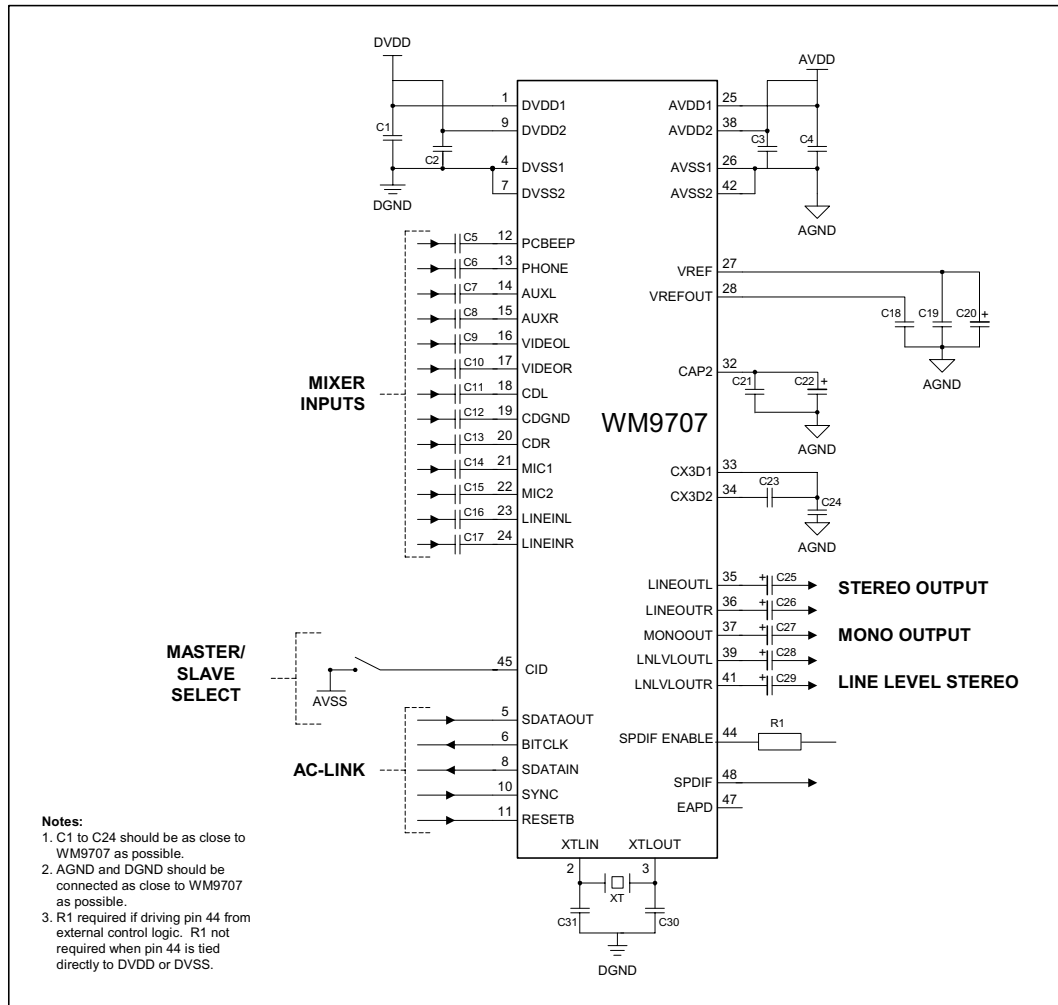 DVDD
AVDD
1 DVDD1
9 DVDD2
4 DVSS1
7 DVSS2
C1
C2
DGND
AVDD1 25
AVDD2 38
AVSS1 26
AVSS2 42
C3
C4
AGND
MIXER
INPUTS
C5 12 PCBEEP
C6 13 PHONE
C7 14 AUXL
C8 15 AUXR
C9 16 VIDEOL
C10 17 VIDEOR
C11 18 CDL
C12 19 CDGND
C13 20 CDR
C14 21 MIC1
C15 22 MIC2
C16 23 LINEINL
C17 24 LINEINR
WM9707
VREF 27
VREFOUT 28
C18
C19
C20 +
AGND
CAP2 32
C21
C22 +
AGND
CX3D1 33
CX3D2 34
C23
C24
AGND
LINEOUTL 35 + C25 STEREO OUTPUT
LINEOUTR 36 + C26
MONOOUT 37 + C27 MONO OUTPUT
LNLVLOUTL 39 + C28
LNLVLOUTR 41 + C29 LINE LEVEL STEREO
MASTER/
SLAVE
SELECT
AVSS
45 CID
AC-LINK
5 SDATAOUT
6 BITCLK
8 SDATAIN
10 SYNC
11 RESETB
SPDIF ENABLE 44 R1
SPDIF 48
EAPD 47
XTLIN XTLOUT
2 3
XT
C31 C30
DGND
Notes:
1. C1 to C24 should be as close to
WM9707 as possible.
2. AGND and DGND should be
connected as close to WM9707
as possible.
3. R1 required if driving pin 44 from
external control logic. R1 not
required when pin 44 is tied
directly to DVDD or DVSS.